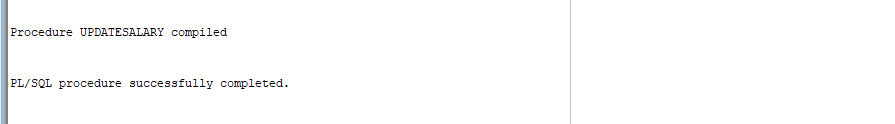 Procedure UPDATESALARY compiled
PL/SQL procedure successfully completed.